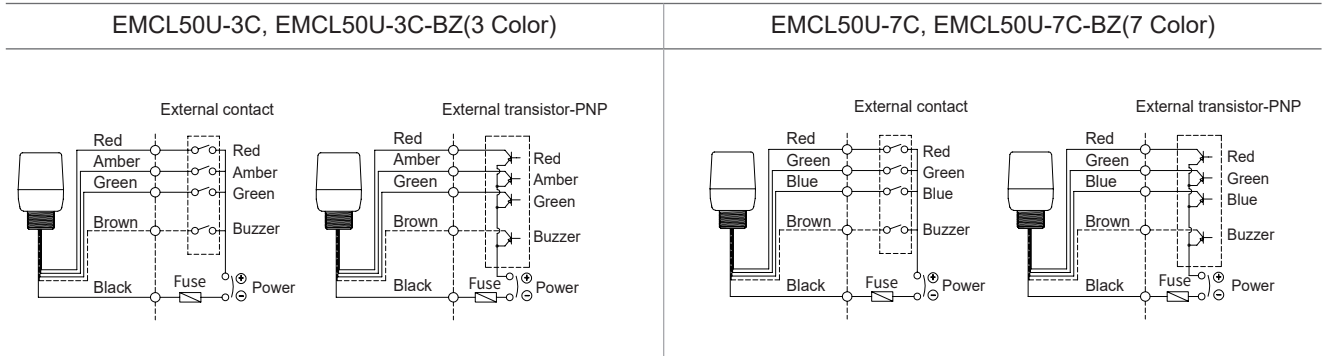 EMCL50U-3C, EMCL50U-3C-BZ(3 Color)
External contact
Red
Amber
Green
Brown
Black
Fuse
Red
Amber
Green
Buzzer
⊕
⊖
Power
External transistor-PNP
Red
Amber
Green
Brown
Black
Fuse
Red
Amber
Green
Buzzer
⊕
⊖
Power
EMCL50U-7C, EMCL50U-7C-BZ(7 Color)
External contact
Red
Green
Blue
Brown
Black
Fuse
Red
Green
Blue
Buzzer
⊕
⊖
Power
External transistor-PNP
Red
Green
Blue
Brown
Black
Fuse
Red
Green
Blue
Buzzer
⊕
⊖
Power